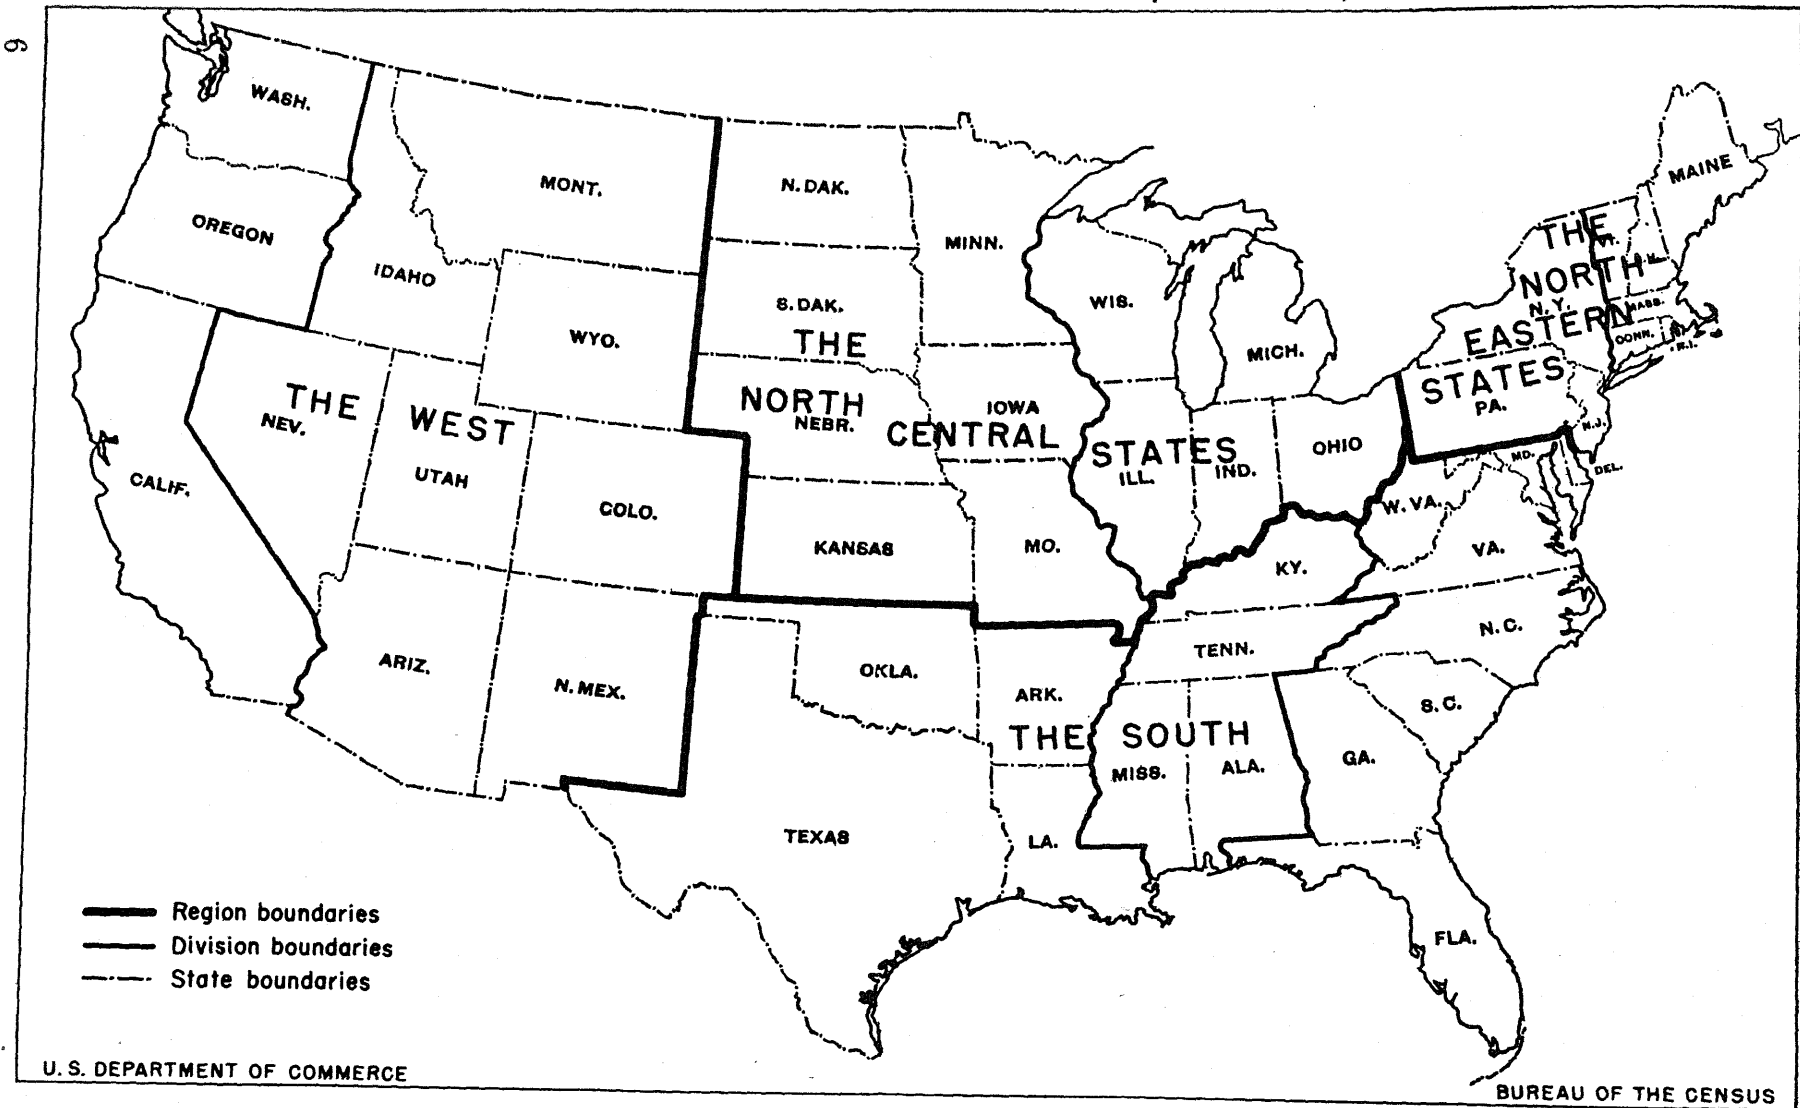 6
WASH.
MONT.
N. DAK.
MINN.
MAINE
OREGON
IDAHO
S. DAK.
WIS.
MICH.
WYO.
THE
NORTH
CENTRAL
STATES
NEBR.
IOWA
ILL.
IND.
OHIO
THE
NORTH
EASTERN
STATES
N.Y.
MASS.
CONN.
R.I.
PA.
N.J.
MD.
DEL.
THE
WEST
NEV.
UTAH
CALIF.
COLO.
KANSAS
MO.
KY.
W. VA.
VA.
ARIZ.
N. MEX.
OKLA.
ARK.
TENN.
N. C.
S. C.
THE SOUTH
MISS.
ALA.
GA.
TEXAS
LA.
FLA.
Region boundaries
Division boundaries
State boundaries
U. S. DEPARTMENT OF COMMERCE
BUREAU OF THE CENSUS